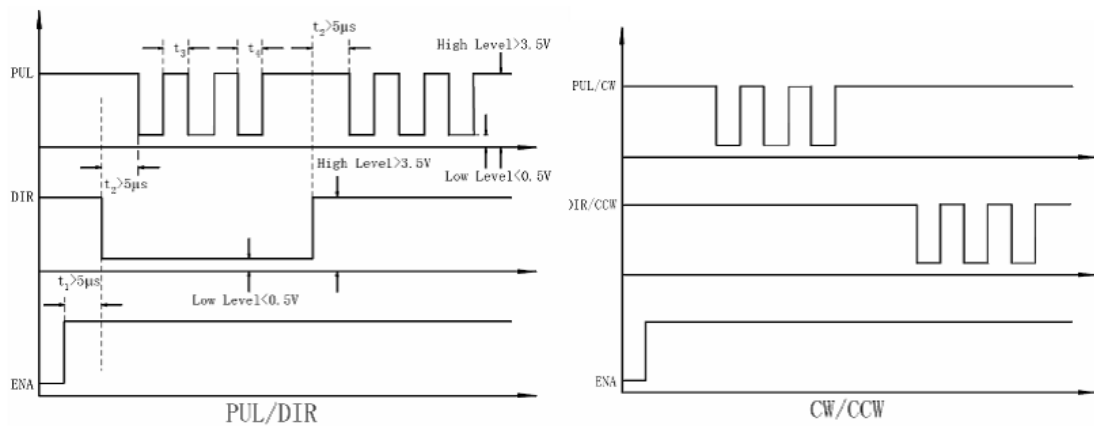 t₂>5μs
t₃
t₄
High Level>3.5V
PUL
PUL/CW
High Level>3.5V
Low Level<0.5V
t₂>5μs
DIR
DIR/CCW
t₁>5μs
Low Level<0.5V
ENA
ENA
PUL/DIR
CW/CCW